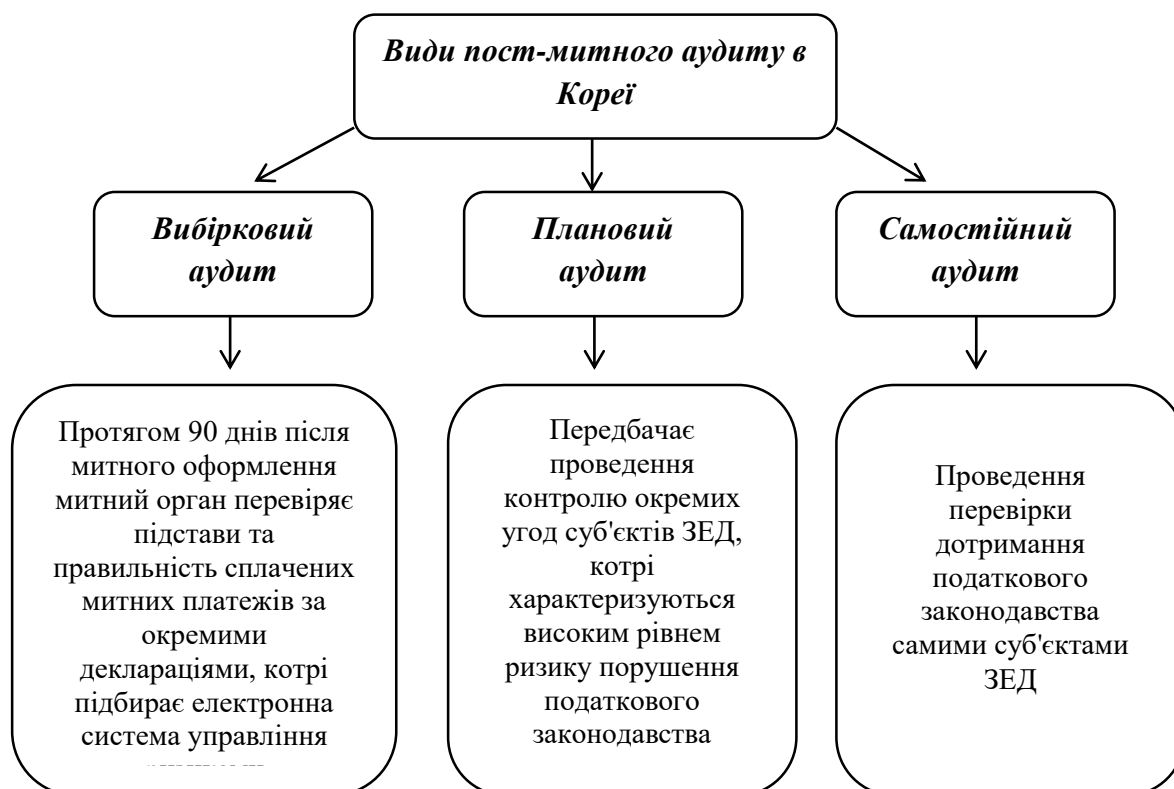 Види пост-митного аудиту в
Кореї
Вибірковий
аудит
Плановий
аудит
Самостійний
аудит
Протягом 90 днів після
митного оформлення
митний орган перевіряє
підстави та
правильність сплачених
митних платежів за
окремими
деклараціями, котрі
підбирає електронна
система управління
Передбачає
проведення
контролю окремих
угод суб'єктів ЗЕД,
котрі
характеризуються
високим рівнем
ризику порушення
податкового
законодавства
Проведення
перевірки
дотримання
податкового
законодавства
самими суб'єктами
ЗЕД